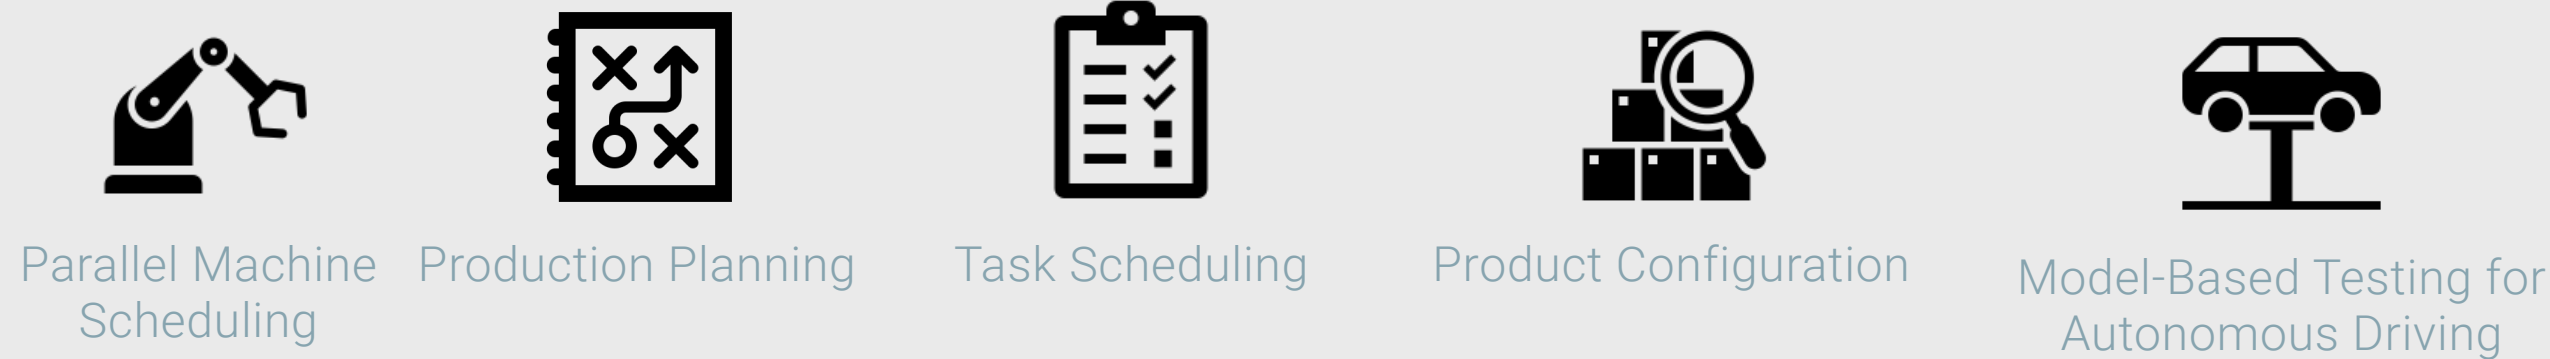 Parallel Machine
Scheduling
Production Planning
Task Scheduling
Product Configuration
Model-Based Testing for
Autonomous Driving